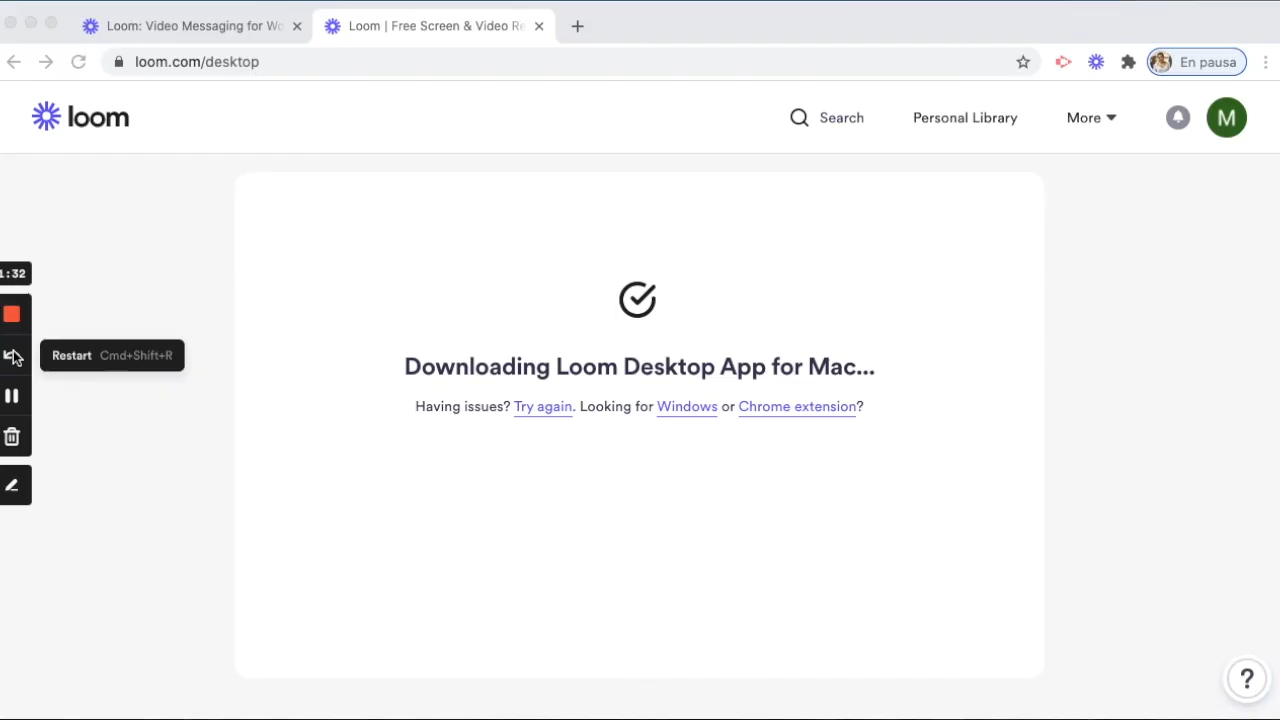 Loom: Video Messaging for Wo
Loom | Free Screen & Video Re
loom.com/desktop
En pausa
loom
Search
Personal Library
More
M
1:32
Restart Cmd+Shift+R
Downloading Loom Desktop App for Mac...
Having issues? Try again. Looking for Windows or Chrome extension?
?